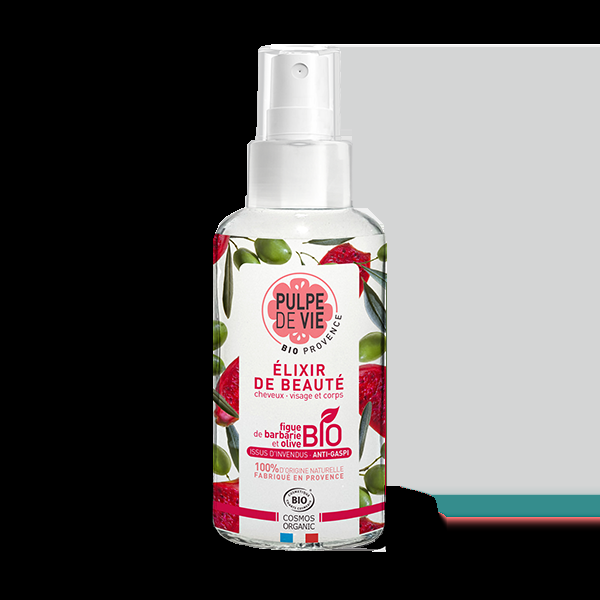 PULPE
DE VIE
BIO PROVENCE
ÉLIXIR
DE BEAUTÉ
cheveux · visage et corps
figue
de barbarie
et olive
BIO
ISSUS D'INVENDUS · ANTI-GASPI
100% D'ORIGINE NATURELLE
FABRIQUÉ EN PROVENCE
BIO
COSMOS
ORGANIC